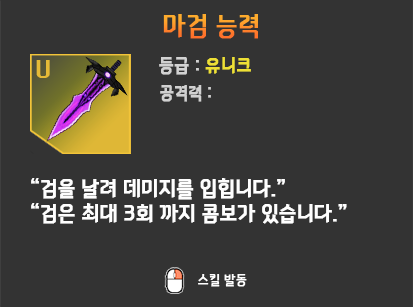 마검 능력
U
등급 : 유니크
공격력 :
“검을 날려 데미지를 입힙니다.”
“검은 최대 3회 까지 콤보가 있습니다.”
스킬 발동